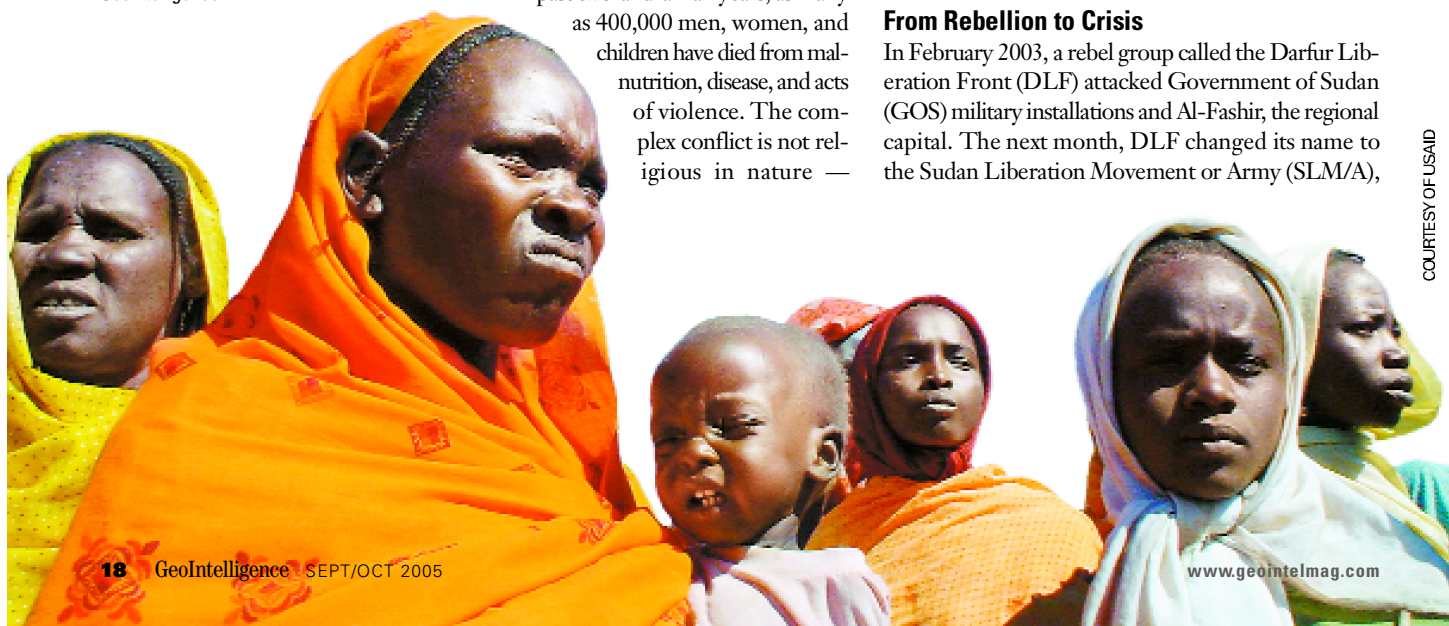 as 400,000 men, women, and
children have died from mal-
nutrition, disease, and acts
of violence. The com-
plex conflict is not rel-
igious in nature —
From Rebellion to Crisis
In February 2003, a rebel group called the Darfur Lib-
eration Front (DLF) attacked Government of Sudan
(GOS) military installations and Al-Fashir, the regional
capital. The next month, DLF changed its name to
the Sudan Liberation Movement or Army (SLM/A),
COURTESY OF USAID
18 GeoIntelligence SEPT/OCT 2005
www.geointelmag.com